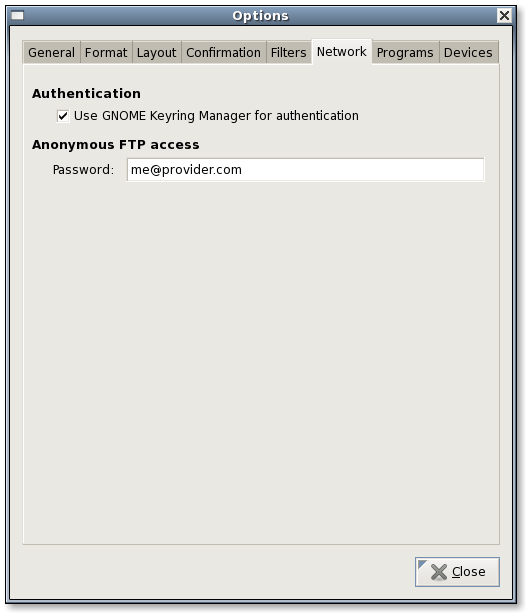 Options
General Format Layout Confirmation Filters Network Programs Devices
Authentication
Use GNOME Keyring Manager for authentication
Anonymous FTP access
Password: me@provider.com
Close